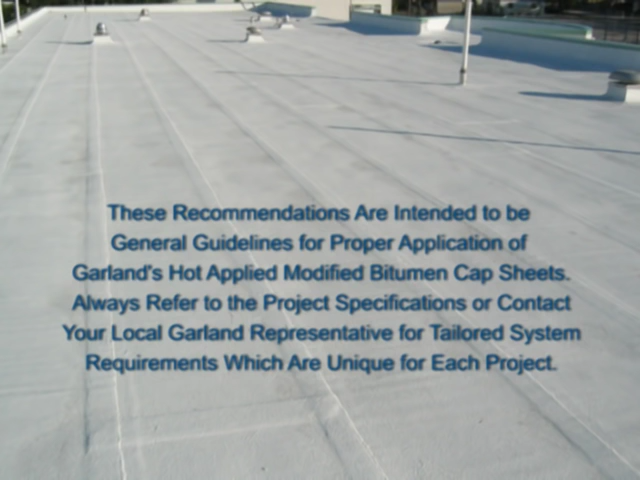 These Recommendations Are Intended to be
General Guidelines for Proper Application of
Garland's Hot Applied Modified Bitumen Cap Sheets.
Always Refer to the Project Specifications or Contact
Your Local Garland Representative for Tailored System
Requirements Which Are Unique for Each Project.